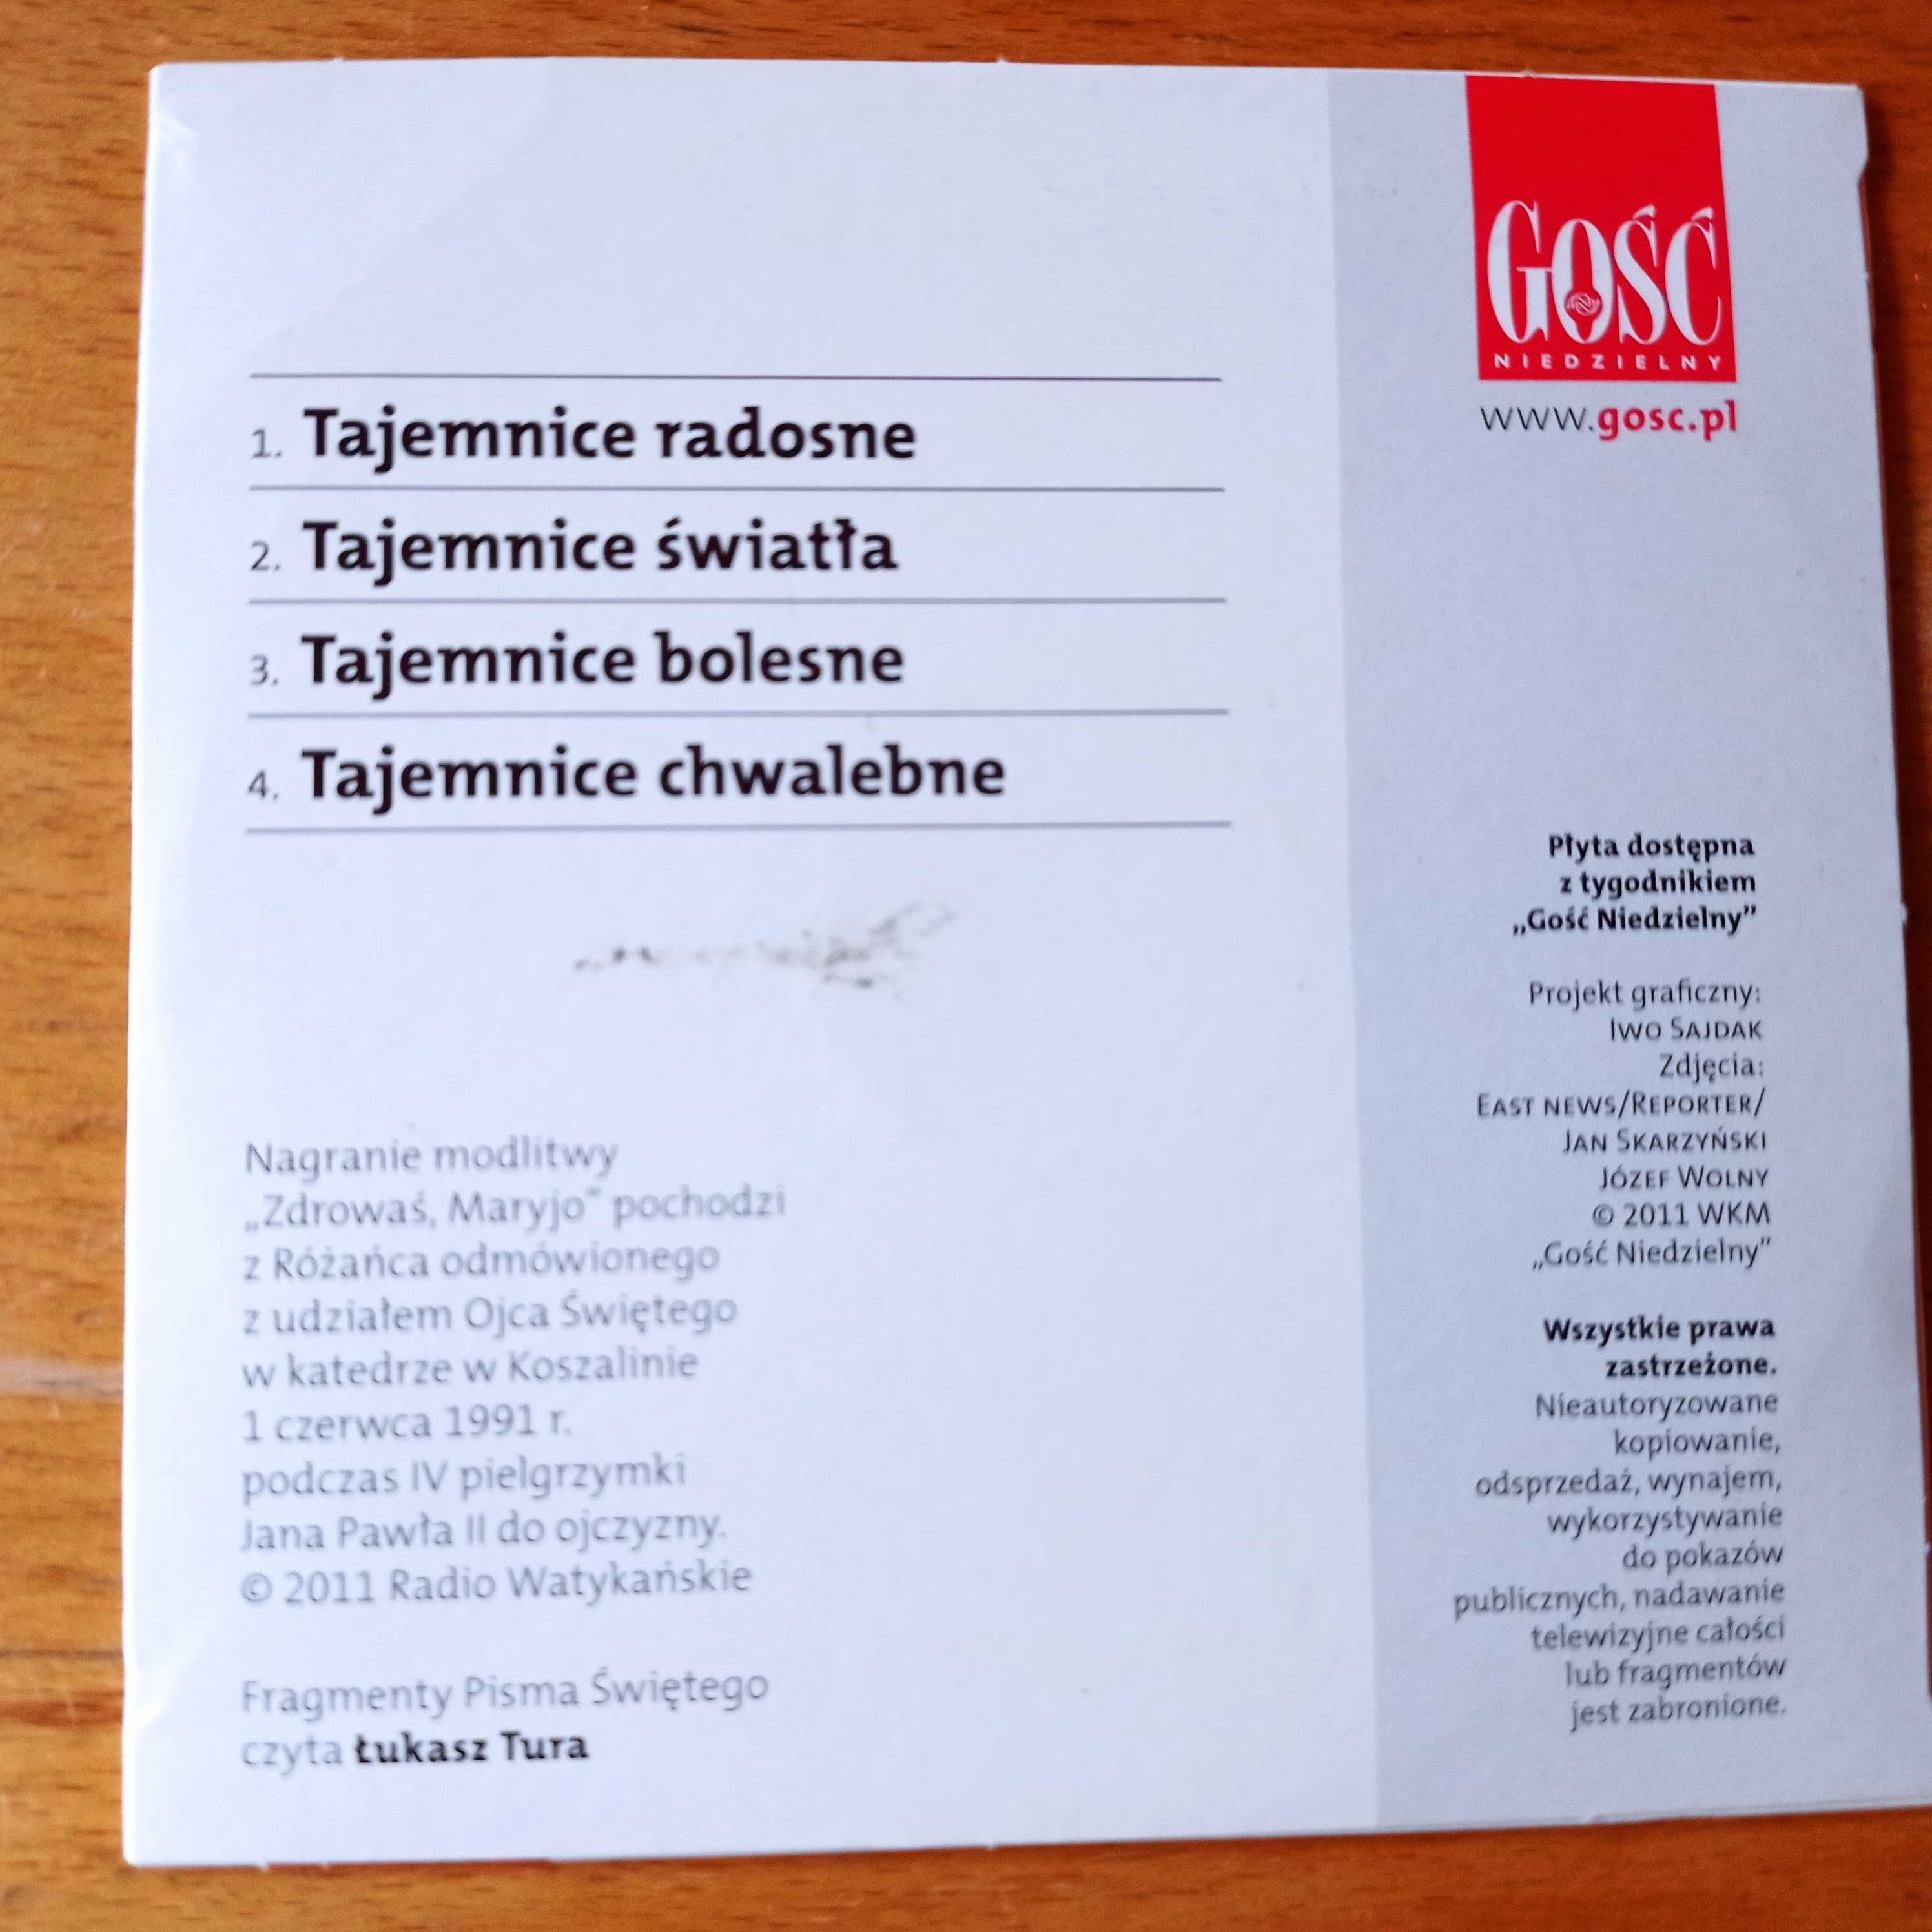 GOŚĆ
NIEDZIELNY
www.gosc.pl
1. Tajemnice radosne
2. Tajemnice światła
3. Tajemnice bolesne
4. Tajemnice chwalebne
Nagranie modlitwy
„Zdrowaś, Maryjo” pochodzi
z Różańca odmówionego
z udziałem Ojca Świętego
w katedrze w Koszalinie
1 czerwca 1991 r.
podczas IV pielgrzymki
Jana Pawła II do ojczyzny.
© 2011 Radio Watykańskie
Fragmenty Pisma Świętego
czyta Łukasz Tura
Płyta dostępna
z tygodnikiem
„Gość Niedzielny”
Projekt graficzny:
IWO SAJDAK
Zdjęcia:
EAST NEWS/REPORTER/
JAN SKARZYŃSKI
JÓZEF WOLNY
© 2011 WKM
„Gość Niedzielny”
Wszystkie prawa
zastrzeżone.
Nieautoryzowane
kopiowanie,
odsprzedaż, wynajem,
wykorzystywanie
do pokazów
publicznych, nadawanie
telewizyjne całości
lub fragmentów
jest zabronione.